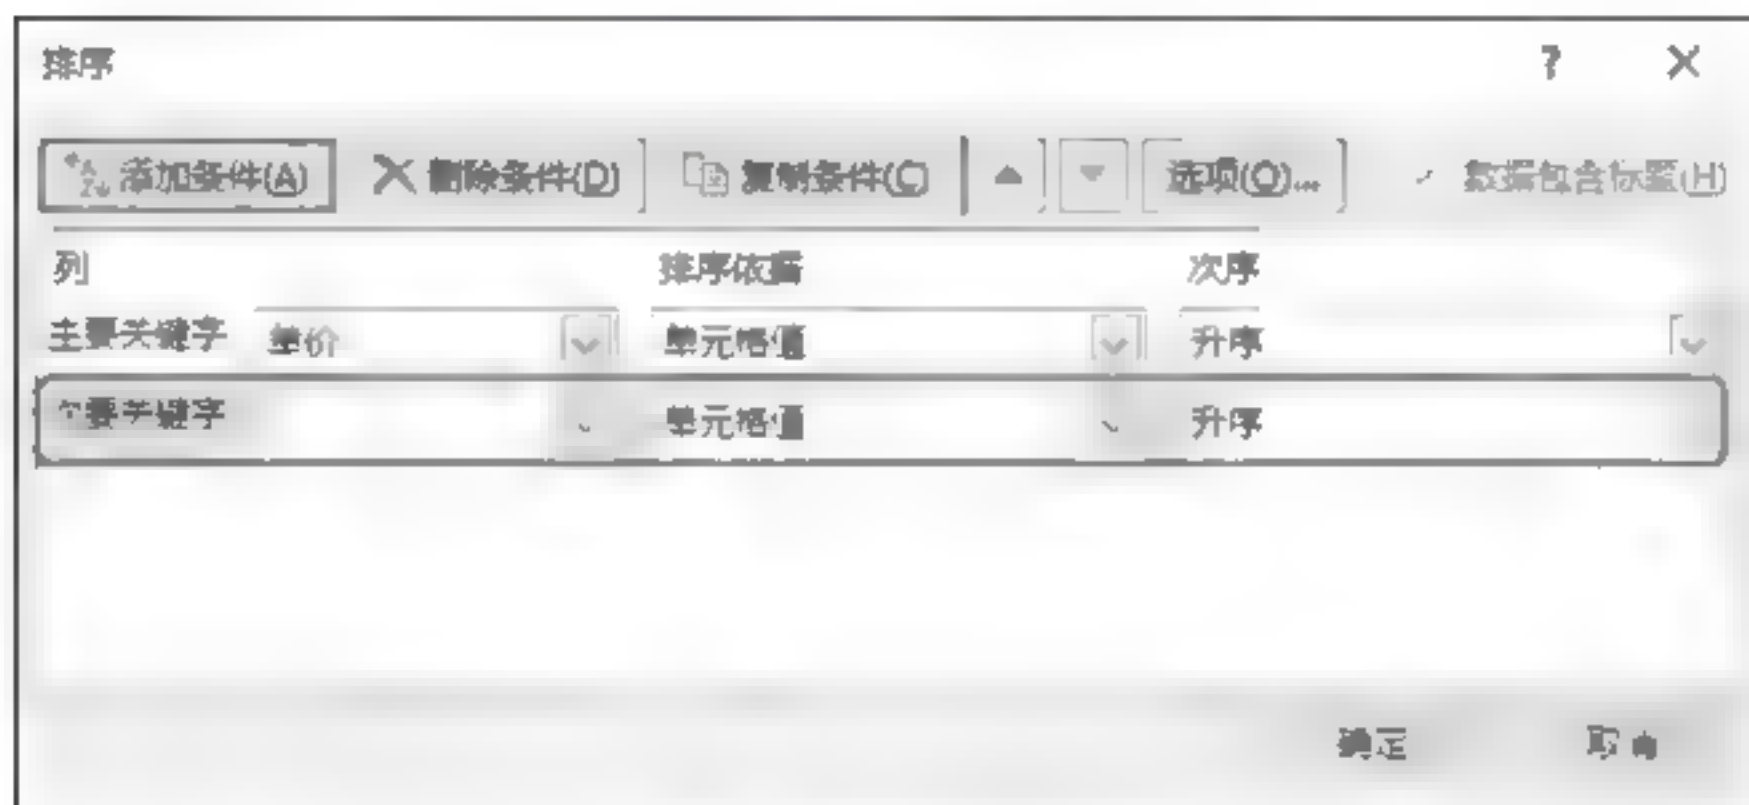 排序 ?
添加条件(A) 删除条件(D) 复制条件(C) 选项(O)... 数据包含标题(H)
列 排序依据 次序
主要关键字 单价 单元格值 升序
次要关键字 单元格值 升序
确定 取消